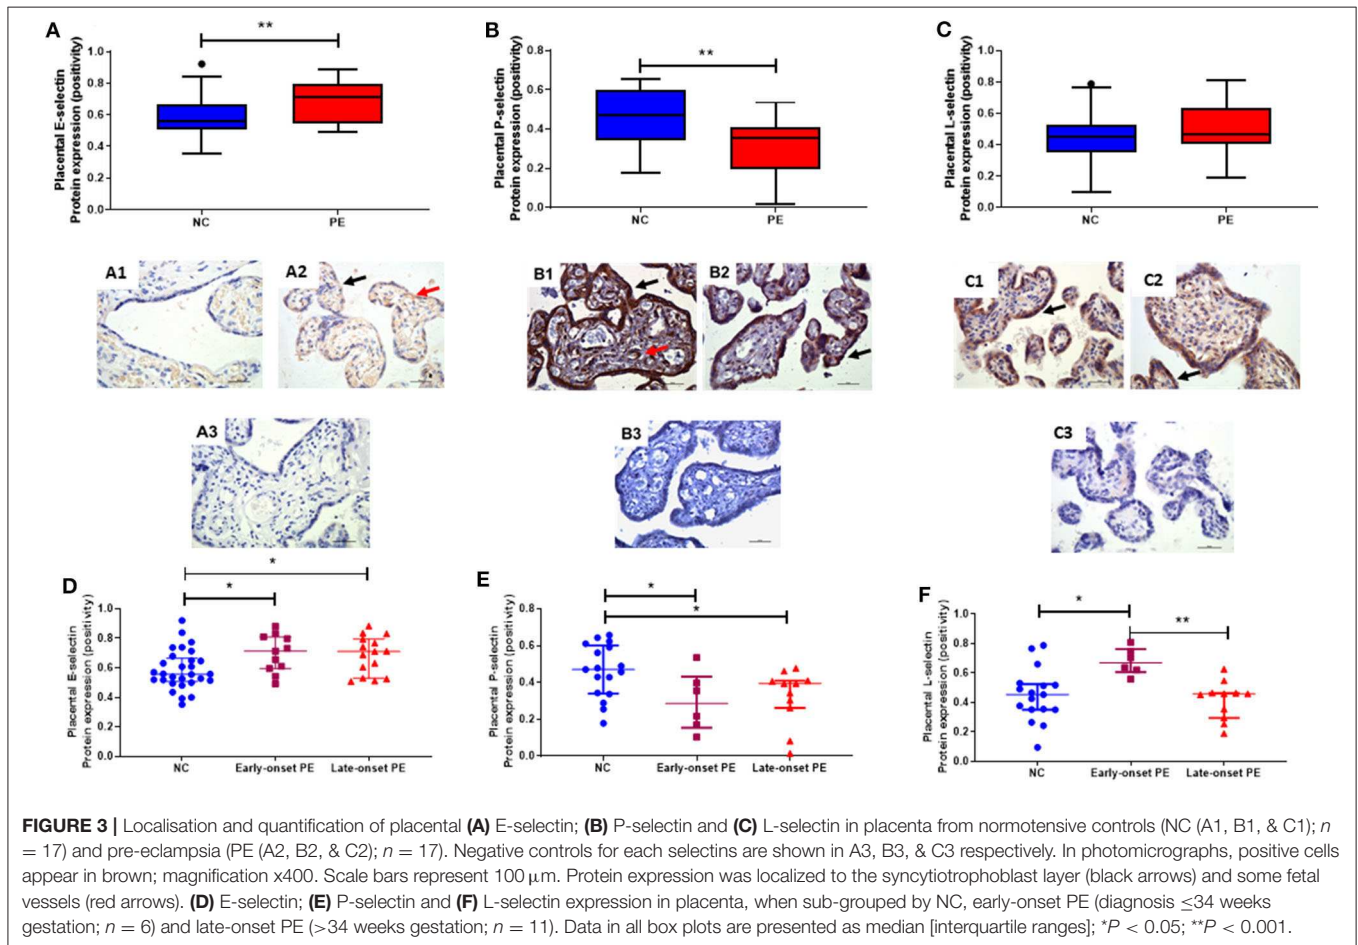 A
**
Placental E-selectin
Protein expression (positivity)
1.0
0.8
0.6
0.4
0.2
0.0
NC
PE
B
**
Placental P-selectin
Protein expression (positivity)
0.8
0.6
0.4
0.2
0.0
NC
PE
C
Placental L-selectin
Protein expression (positivity)
1.0
0.8
0.6
0.4
0.2
0.0
NC
PE
A1
A2
B1
B2
C1
C2
A3
B3
C3
D
*
*
Placental E-selectin
Protein expression (positivity)
1.0
0.8
0.6
0.4
0.2
0.0
NC
Early-onset PE
Late-onset PE
E
*
*
Placental P-selectin
Protein expression (positivity)
0.8
0.6
0.4
0.2
0.0
NC
Early-onset PE
Late-onset PE
F
*
**
Placental L-selectin
Protein expression (positivity)
1.0
0.8
0.6
0.4
0.2
0.0
NC
Early-onset PE
Late-onset PE
FIGURE 3 | Localisation and quantification of placental (A) E-selectin; (B) P-selectin and (C) L-selectin in placenta from normotensive controls (NC (A1, B1, & C1); n
= 17) and pre-eclampsia (PE (A2, B2, & C2); n = 17). Negative controls for each selectins are shown in A3, B3, & C3 respectively. In photomicrographs, positive cells
appear in brown; magnification x400. Scale bars represent 100 μm. Protein expression was localized to the syncytiotrophoblast layer (black arrows) and some fetal
vessels (red arrows). (D) E-selectin; (E) P-selectin and (F) L-selectin expression in placenta, when sub-grouped by NC, early-onset PE (diagnosis ≤34 weeks
gestation; n = 6) and late-onset PE (>34 weeks gestation; n = 11). Data in all box plots are presented as median [interquartile ranges]; *P < 0.05; **P < 0.001.